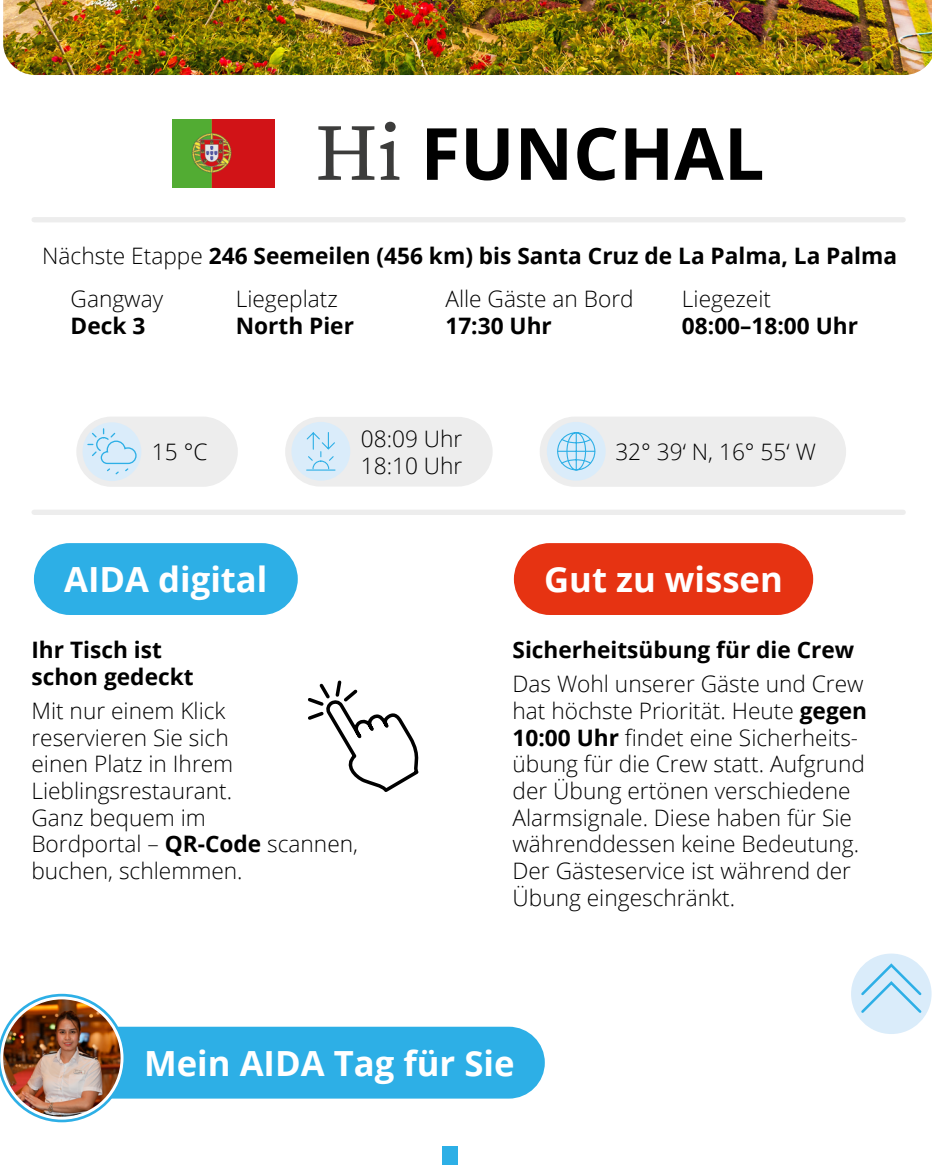 Hi FUNCHAL
Nächste Etappe 246 Seemeilen (456 km) bis Santa Cruz de La Palma, La Palma
Gangway
Deck 3
Liegeplatz
North Pier
Alle Gäste an Bord
17:30 Uhr
Liegezeit
08:00–18:00 Uhr
15 °C
08:09 Uhr
18:10 Uhr
32° 39‘ N, 16° 55‘ W
AIDA digital
Ihr Tisch ist
schon gedeckt
Mit nur einem Klick
reservieren Sie sich
einen Platz in Ihrem
Lieblingsrestaurant.
Ganz bequem im
Bordportal – QR-Code scannen,
buchen, schlemmen.
Gut zu wissen
Sicherheitsübung für die Crew
Das Wohl unserer Gäste und Crew
hat höchste Priorität. Heute gegen
10:00 Uhr findet eine Sicherheits-
übung für die Crew statt. Aufgrund
der Übung ertönen verschiedene
Alarmsignale. Diese haben für Sie
währenddessen keine Bedeutung.
Der Gästeservice ist während der
Übung eingeschränkt.
Mein AIDA Tag für Sie